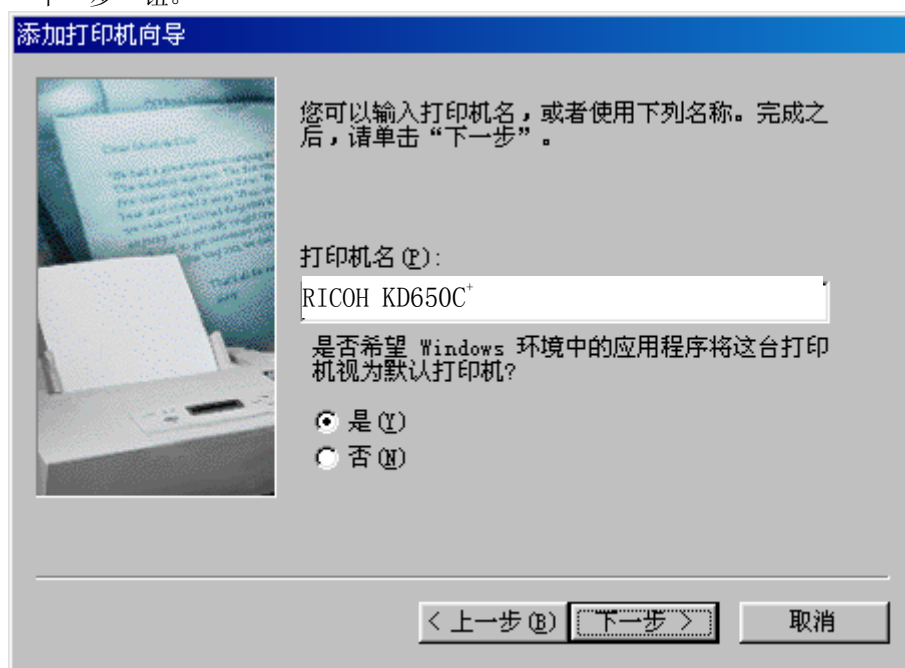 添加打印机向导
您可以输入打印机名，或者使用下列名称。完成之
后，请单击“下一步”。
打印机名(P):
RICOH KD650C⁺
是否希望 Windows 环境中的应用程序将这台打印
机视为默认打印机?
是(Y)
否(N)
< 上一步(B)
下一步 >
取消